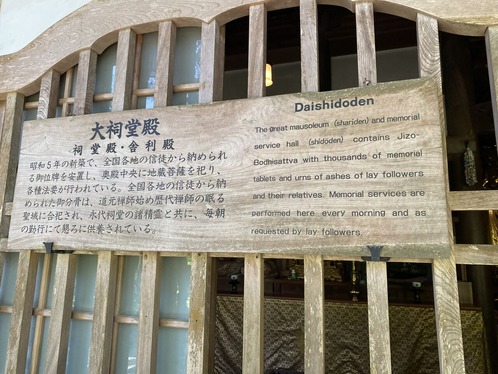 大祠堂殿
祠堂殿・舎利殿
昭和5年の新築で、全国各地の信徒から納められ
る御位牌を安置し、奥殿中央に地蔵菩薩を祀り、
各種法要が行われている。全国各地の信徒から納
められた御分骨は、道元禅師始め歴代禅師の眠る
聖域に合祀され、永代祠堂の諸精霊と共に、毎朝
の勤行にて懇ろに供養されている。
Daishidoden
The great mausoleum (shariden) and memorial
service hall (shidoden) contains Jizo-
Bodhisattva with thousands of memorial
tablets and urns of ashes of lay followers
and their relatives. Memorial services are
performed here every morning and as
requested by lay followers.